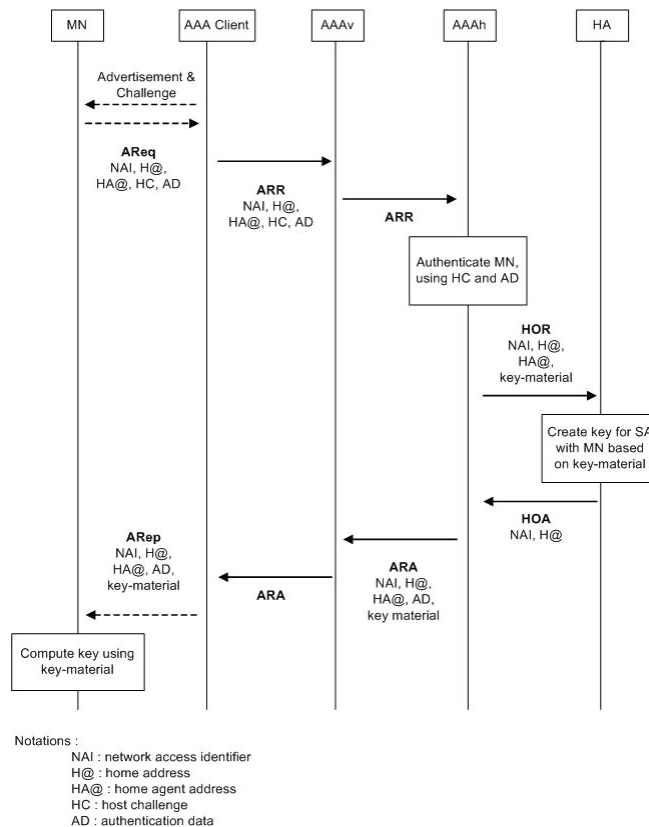 MN
AAA Client
AAAv
AAAh
HA
Advertisement &
Challenge
AReq
NAI, H@,
HA@, HC, AD
ARR
NAI, H@,
HA@, HC, AD
ARR
Authenticate MN,
using HC and AD
HOR
NAI, H@,
HA@,
key-material
Create key for SA
with MN based
on key-material
HOA
NAI, H@
ARA
NAI, H@,
HA@, AD,
key material
ARA
ARep
NAI, H@,
HA@, AD,
key-material
Compute key using
key-material
Notations :
NAI : network access identifier
H@ : home address
HA@ : home agent address
HC : host challenge
AD : authentication data